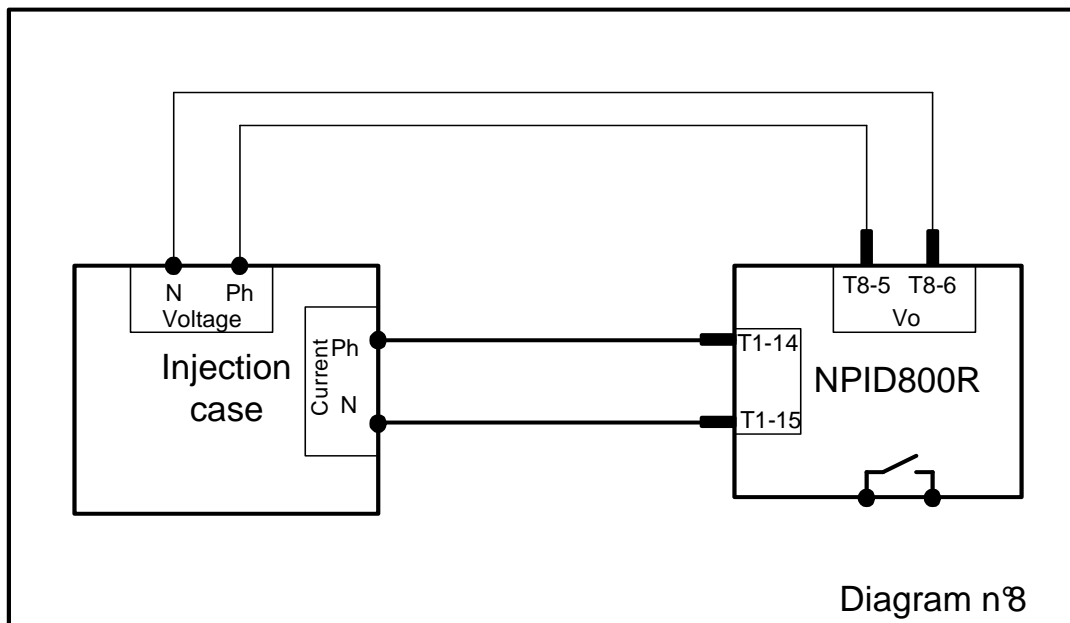 N Ph
Voltage
Injection
case
Current
Ph
N
T8-5 T8-6
Vo
T1-14
NPID800R
T1-15
Diagram n°8